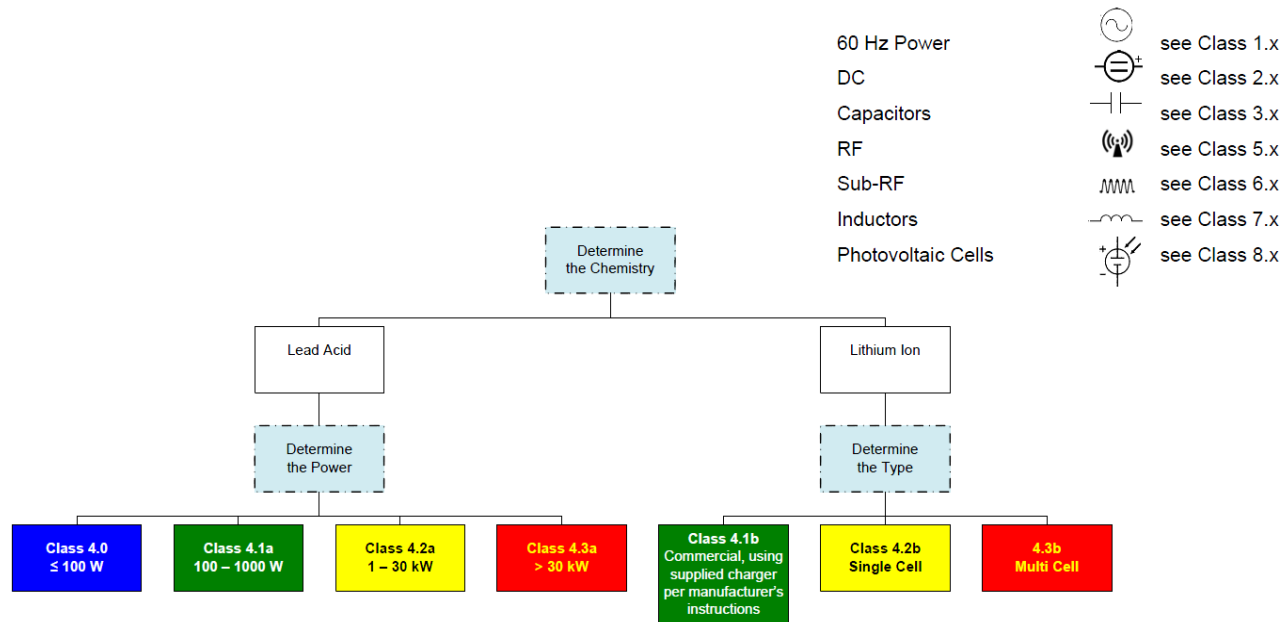 60 Hz Power see Class 1.x
DC see Class 2.x
Capacitors see Class 3.x
RF see Class 5.x
Sub-RF see Class 6.x
Inductors see Class 7.x
Photovoltaic Cells see Class 8.x
Determine
the Chemistry
Lead Acid
Lithium Ion
Determine
the Power
Determine
the Type
Class 4.0
≤ 100 W
Class 4.1a
100 – 1000 W
Class 4.2a
1 – 30 kW
Class 4.3a
> 30 kW
Class 4.1b
Commercial, using
supplied charger
per manufacturer's
instructions
Class 4.2b
Single Cell
4.3b
Multi Cell